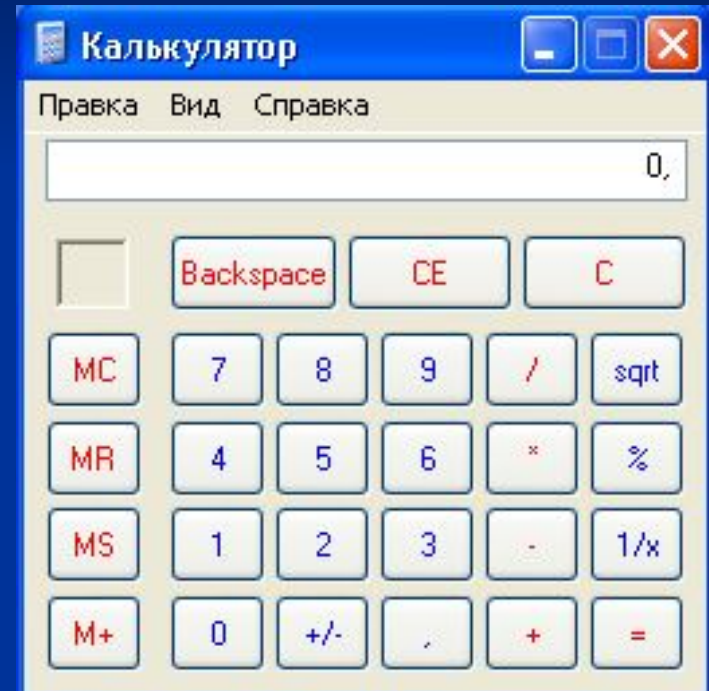 Калькулятор
Правка Вид Справка
0,
Backspace CE C
MC 7 8 9 / sqrt
MR 4 5 6 * %
MS 1 2 3 - 1/x
M+ 0 +/- , + =